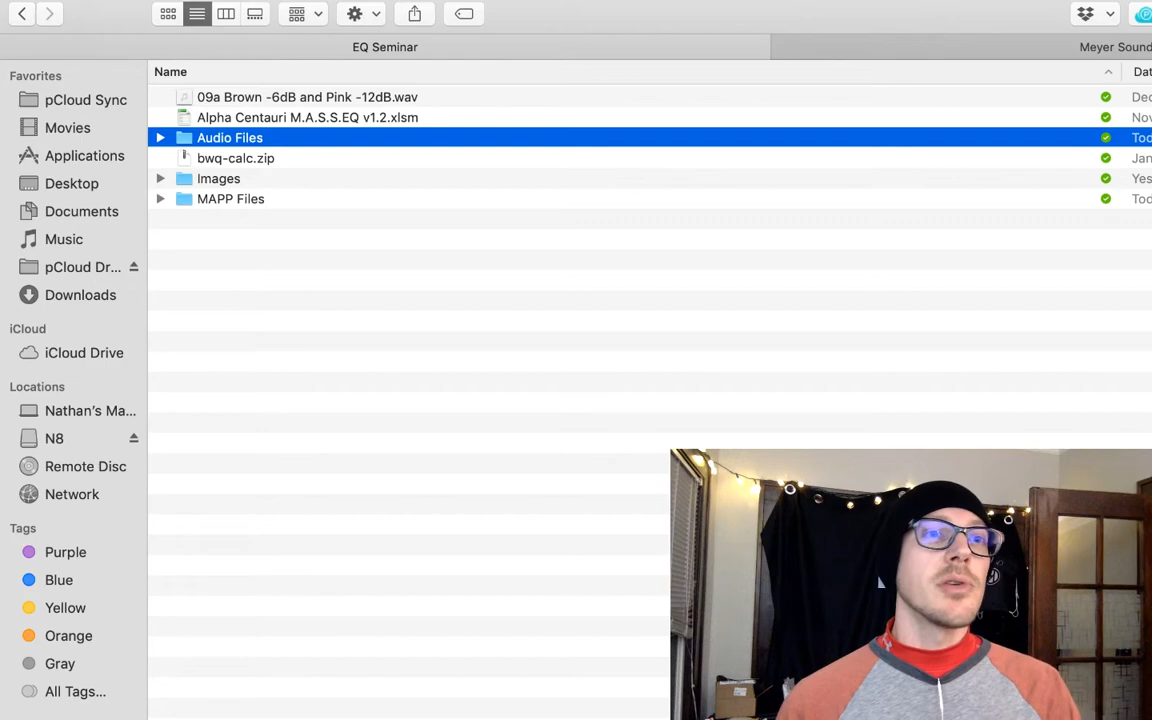 EQ Seminar
Meyer Sound
Favorites
pCloud Sync
Movies
Applications
Desktop
Documents
Music
pCloud Dr...
Downloads
iCloud
iCloud Drive
Locations
Nathan's Ma...
N8
Remote Disc
Network
Tags
Purple
Blue
Yellow
Orange
Gray
All Tags...
Name
Dat
09a Brown -6dB and Pink -12dB.wav
Dec
Alpha Centauri M.A.S.S.EQ v1.2.xlsm
Nov
Audio Files
Tod
bwq-calc.zip
Jan
Images
Yes
MAPP Files
Tod